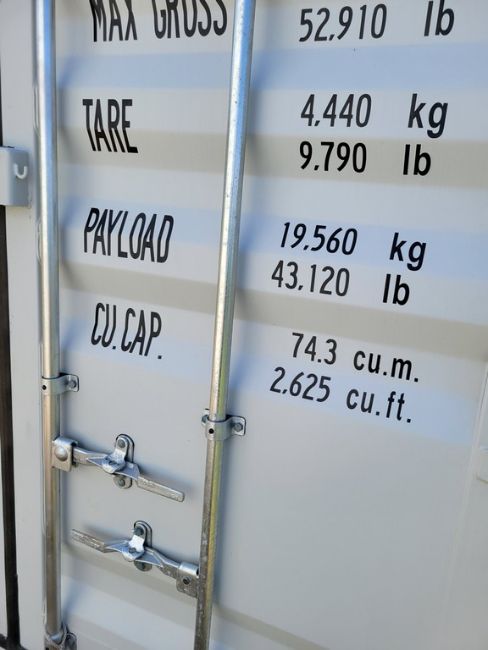 MAX GROSS 52,910 lb
TARE 4,440 kg
9.790 lb
PAYLOAD 19.560 kg
43,120 lb
CU.CAP. 74.3 cu.m.
2.625 cu.ft.